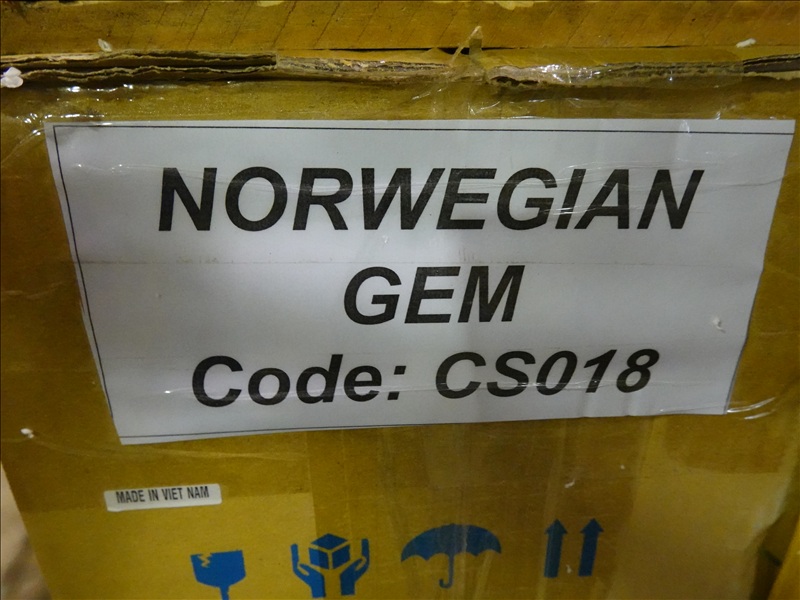 NORWEGIAN
GEM
Code: CS018
MADE IN VIET NAM